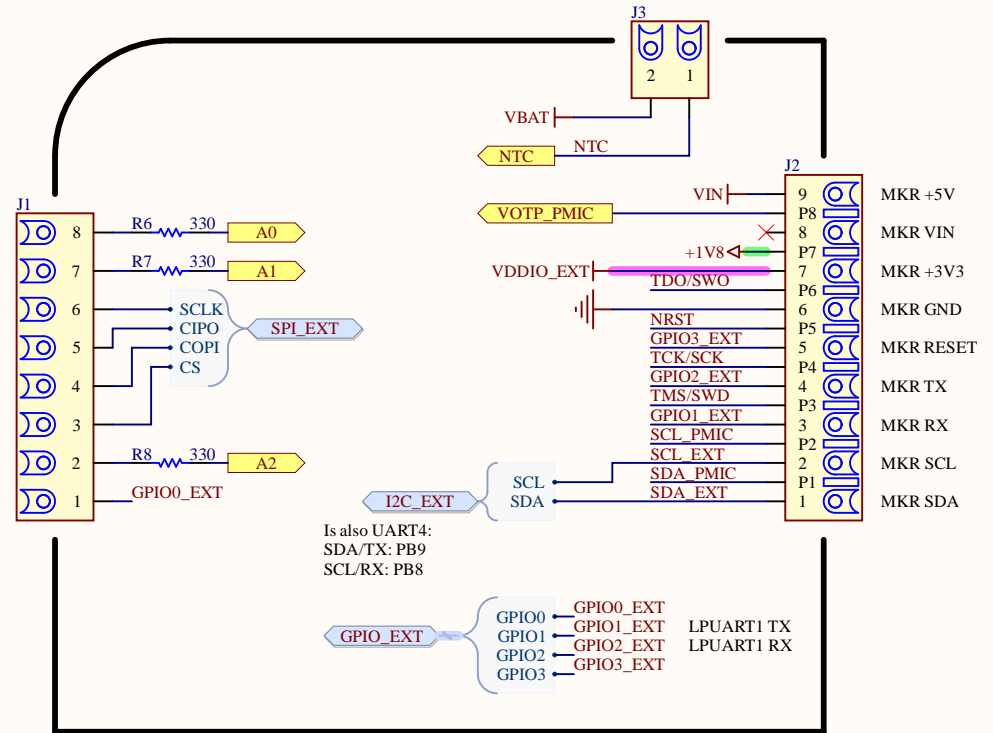 J3
2 1
VBAT
NTC NTC
J2
VIN 9 MKR +5V
VOTP_PMIC P8
8 MKR VIN
+1V8 P7
VDDIO_EXT 7 MKR +3V3
TDO/SWO P6
6 MKR GND
NRST P5
GPIO3_EXT 5 MKR RESET
TCK/SCK P4
GPIO2_EXT 4 MKR TX
TMS/SWD P3
GPIO1_EXT 3 MKR RX
SCL_PMIC P2
SCL_EXT 2 MKR SCL
SDA_PMIC P1
SDA_EXT 1 MKR SDA
J1
8 R6 330 A0
7 R7 330 A1
6 SCLK
5 CIPO
4 COPI
3 CS
SPI_EXT
2 R8 330 A2
1 GPIO0_EXT
I2C_EXT
SCL
SDA
Is also UART4:
SDA/TX: PB9
SCL/RX: PB8
GPIO_EXT
GPIO0 GPIO0_EXT
GPIO1 GPIO1_EXT LPUART1 TX
GPIO2 GPIO2_EXT LPUART1 RX
GPIO3 GPIO3_EXT